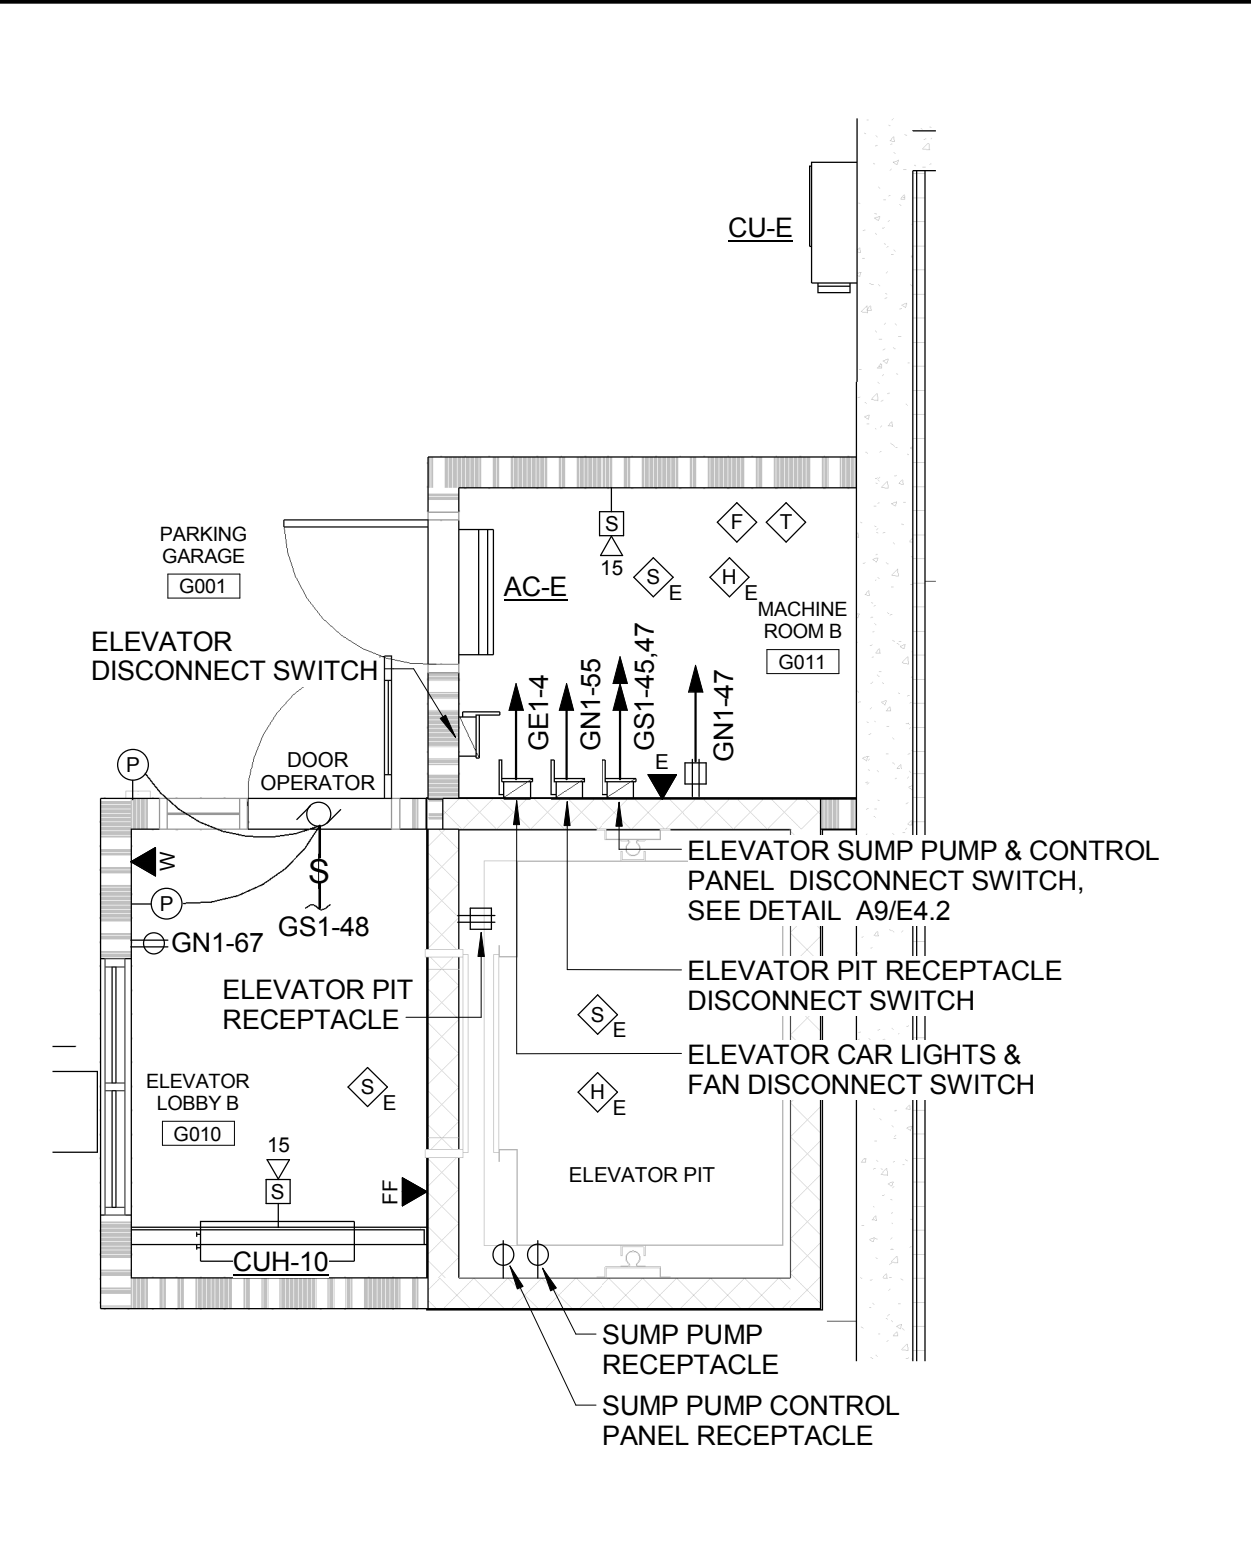 CU-E
PARKING
GARAGE
G001
S
15
F
T
S
E
H
E
AC-E
MACHINE
ROOM B
G011
ELEVATOR
DISCONNECT SWITCH
GE1-4
GN1-55
GS1-45,47
GN1-47
E
DOOR
OPERATOR
P
W
P
S
GS1-48
GN1-67
ELEVATOR SUMP PUMP & CONTROL
PANEL DISCONNECT SWITCH,
SEE DETAIL A9/E4.2
ELEVATOR PIT
RECEPTACLE
ELEVATOR PIT RECEPTACLE
DISCONNECT SWITCH
S
E
ELEVATOR CAR LIGHTS &
FAN DISCONNECT SWITCH
H
E
ELEVATOR
LOBBY B
G010
S
E
15
S
FF
ELEVATOR PIT
CUH-10
SUMP PUMP
RECEPTACLE
SUMP PUMP CONTROL
PANEL RECEPTACLE